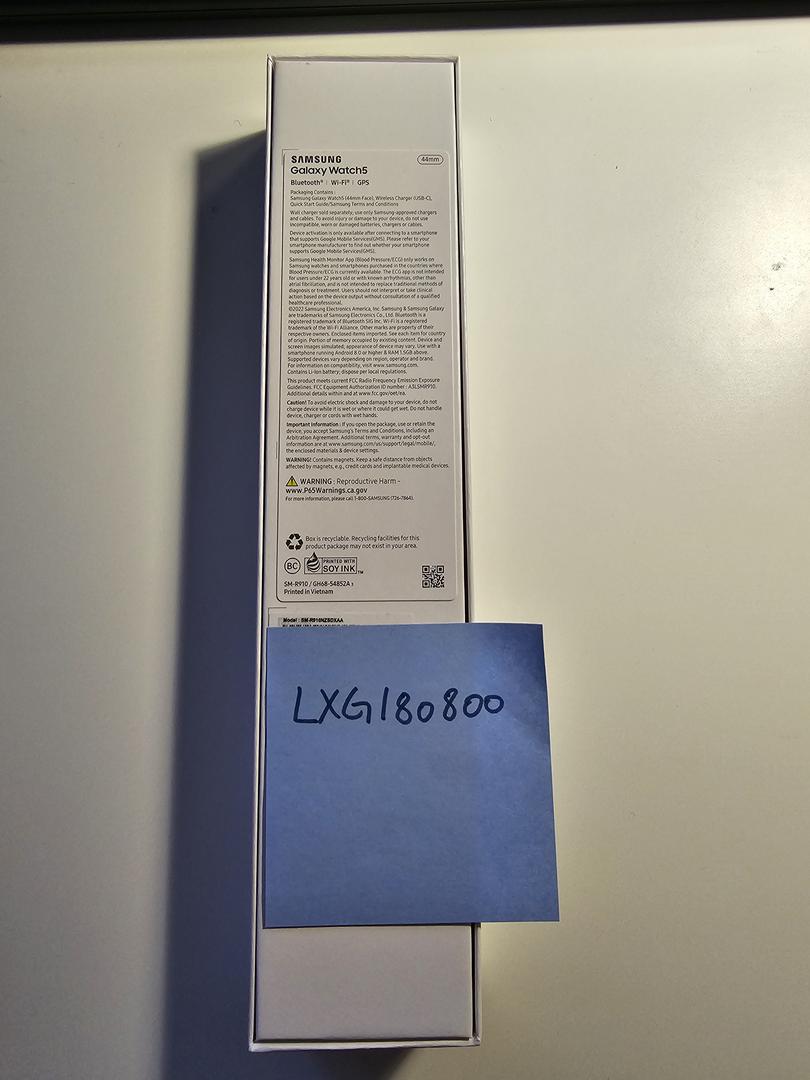 SAMSUNG 44mm
Galaxy Watch5
Bluetooth® | Wi-Fi® | GPS
Packaging Contains :
Samsung Galaxy Watch5 (44mm Face), Wireless Charger (USB-C),
Quick Start Guide/Samsung Terms and Conditions
Wall charger sold separately; use only Samsung-approved chargers
and cables. To avoid injury or damage to your device, do not use
incompatible, worn or damaged batteries, chargers or cables.
Device activation is only available after connecting to a smartphone
that supports Google Mobile Services(GMS). Please refer to your
smartphone manufacturer to find out whether your smartphone
supports Google Mobile Services(GMS).
Samsung Health Monitor App (Blood Pressure/ECG) only works on
Samsung watches and smartphones purchased in the countries where
Blood Pressure/ECG is currently available. The ECG app is not intended
for users under 22 years old or with known arrhythmias, other than
atrial fibrillation, and is not intended to replace traditional methods of
diagnosis or treatment. Users should not interpret or take clinical
action based on the device output without consultation of a qualified
healthcare professional.
©2022 Samsung Electronics America, Inc. Samsung & Samsung Galaxy
are trademarks of Samsung Electronics Co., Ltd. Bluetooth is a
registered trademark of Bluetooth SIG Inc. Wi-Fi is a registered
trademark of the Wi-Fi Alliance. Other marks are property of their
respective owners. Enclosed items imported. See each item for country
of origin. Portion of memory occupied by existing content. Device and
screen images simulated; appearance of device may vary. Use with a
smartphone running Android 8.0 or higher & RAM 1.5GB above.
Supported devices vary depending on region, operator and brand.
For information on compatibility, visit www.samsung.com.
Contains Li-Ion battery; dispose per local regulations.
This product meets current FCC Radio Frequency Emission Exposure
Guidelines. FCC Equipment Authorization ID number : A3LSMR910.
Additional details within and at www.fcc.gov/oet/ea.
Caution! To avoid electric shock and damage to your device, do not
charge device while it is wet or where it could get wet. Do not handle
device, charger or cords with wet hands.
Important Information : If you open the package, use or retain the
device, you accept Samsung's Terms and Conditions, including an
Arbitration Agreement. Additional terms, warranty and opt-out
information are at www.samsung.com/us/support/legal/mobile/,
the enclosed materials & device settings.
WARNING! Contains magnets. Keep a safe distance from objects
affected by magnets, e.g., credit cards and implantable medical devices.
WARNING : Reproductive Harm -
www.P65Warnings.ca.gov
For more information, please call 1-800-SAMSUNG (726-7864).
Box is recyclable. Recycling facilities for this
product package may not exist in your area.
BC PRINTED WITH
SOY INK™
SM-R910 / GH68-54852A
Printed in Vietnam
Model : SM-R910NZSDXAA
LXG180800